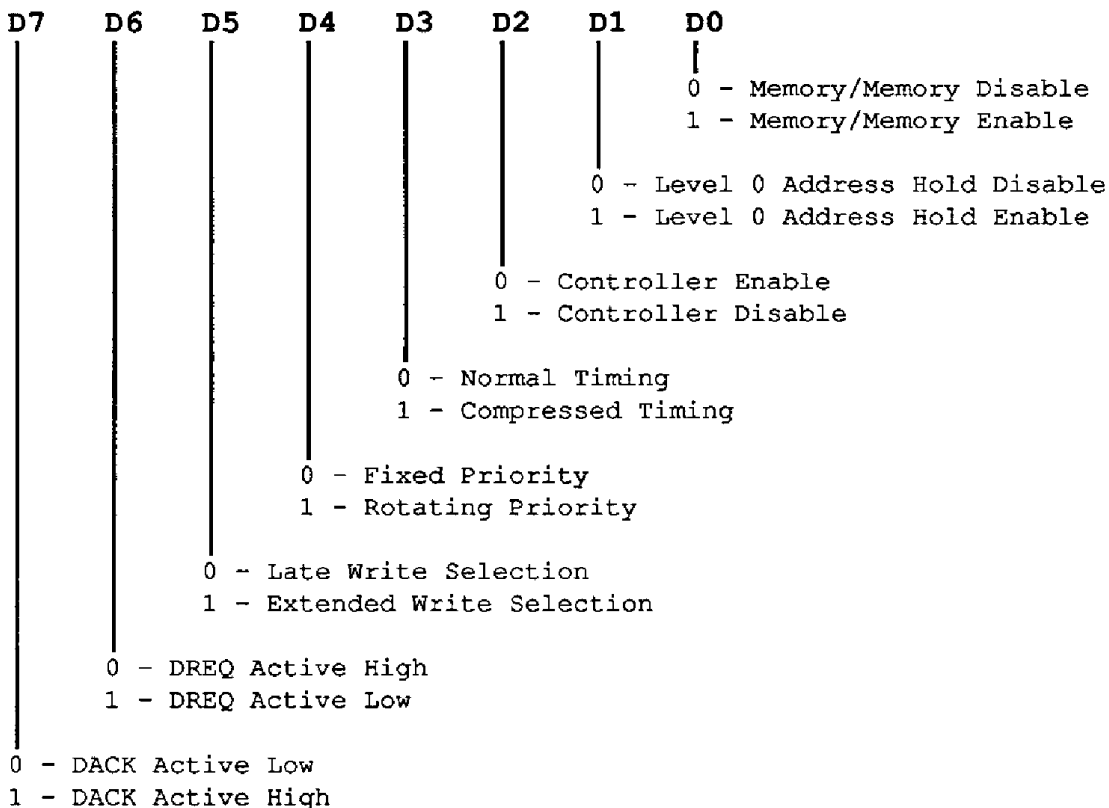 D7 D6 D5 D4 D3 D2 D1 D0
0 - Memory/Memory Disable
1 - Memory/Memory Enable
0 - Level 0 Address Hold Disable
1 - Level 0 Address Hold Enable
0 - Controller Enable
1 - Controller Disable
0 - Normal Timing
1 - Compressed Timing
0 - Fixed Priority
1 - Rotating Priority
0 - Late Write Selection
1 - Extended Write Selection
0 - DREQ Active High
1 - DREQ Active Low
0 - DACK Active Low
1 - DACK Active High